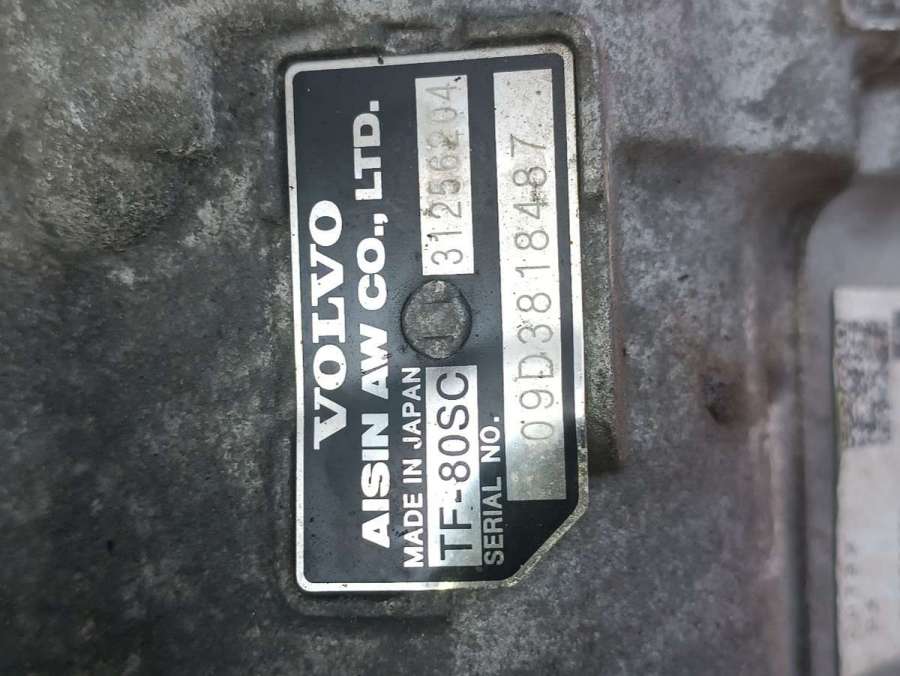 VOLVO
AISIN AW CO., LTD.
MADE IN JAPAN
TF-80SC 31256204
SERIAL NO.
09D3818487